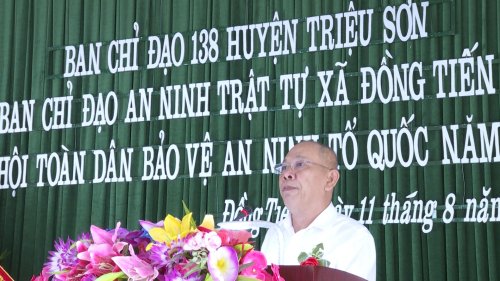 BAN CHỈ ĐẠO 138 HUYỆN TRIỆU SƠN
BAN CHỈ ĐẠO AN NINH TRẬT TỰ XÃ ĐỒNG TIẾN
HỘI TOÀN DÂN BẢO VỆ AN NINH TỔ QUỐC NĂM
Đồng Tiến, ngày 11 tháng 8 năm